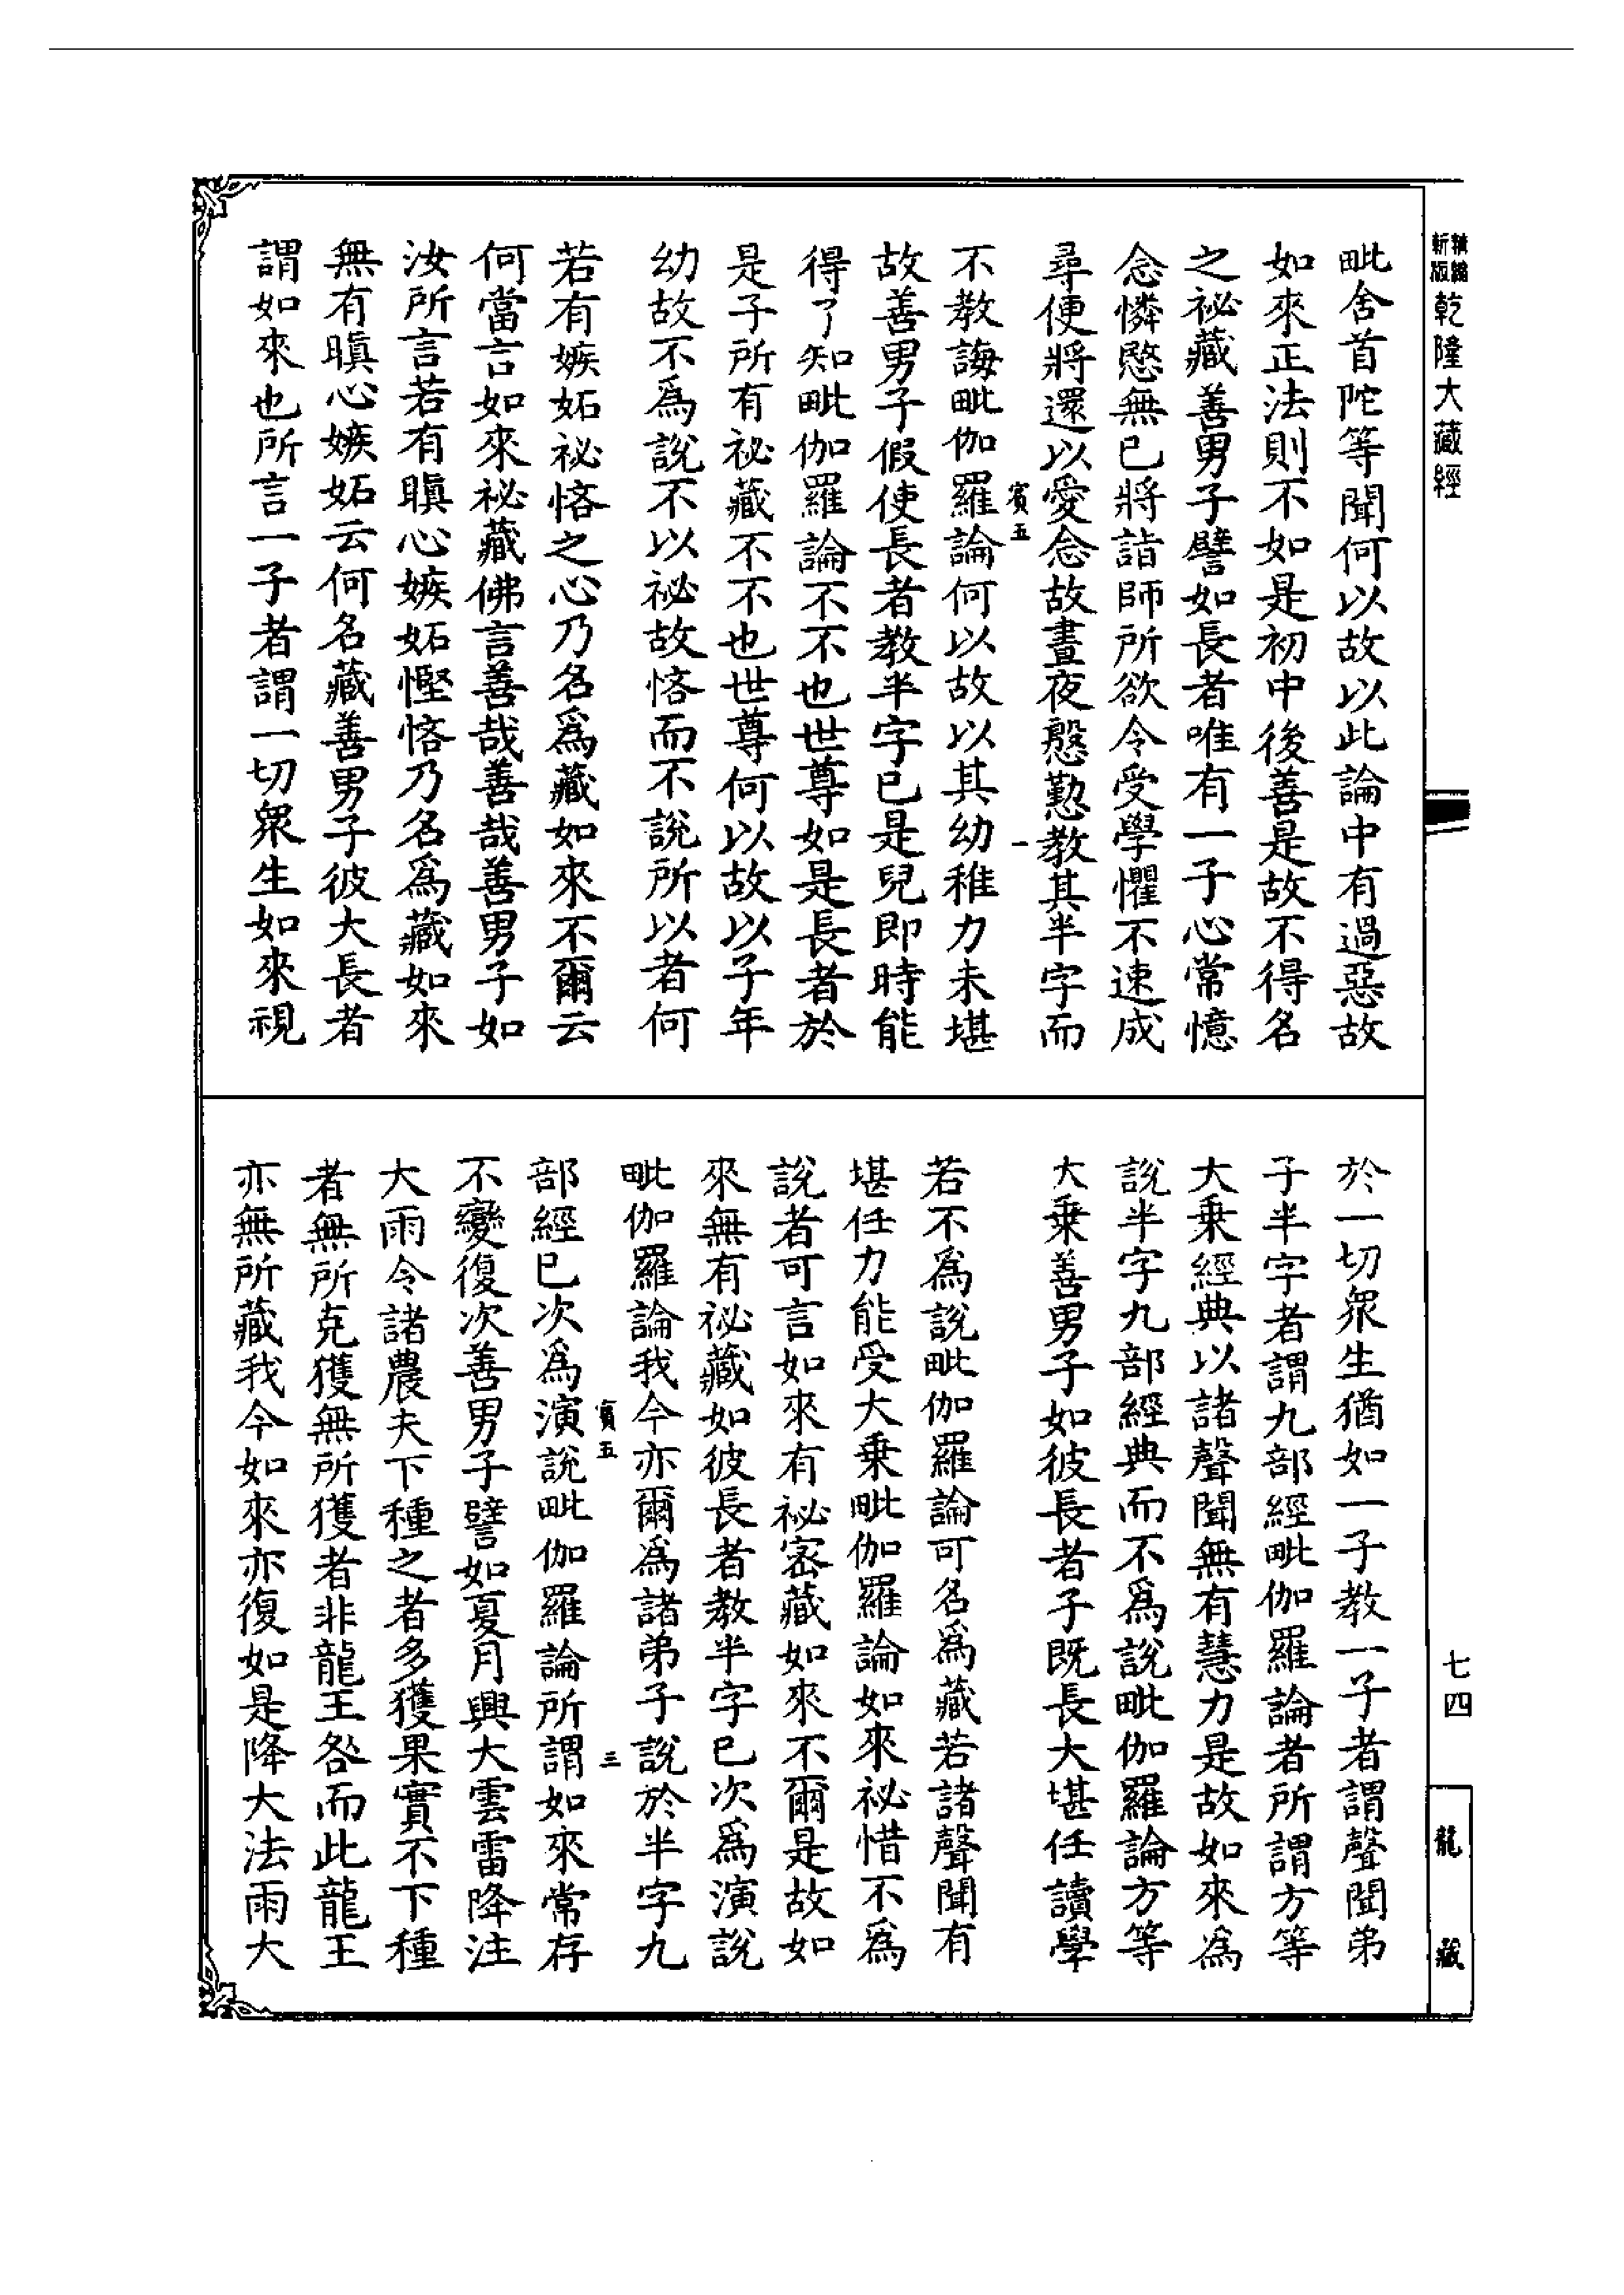 精編
新版
乾隆大藏經
毗舍首陀等聞何以故以此論中有過惡故
如來正法則不如是初中後善是故不得名
之祕藏善男子譬如長者唯有一子心常憶
念憐愍無已將詣師所欲令受學懼不速成
尋便將還以愛念故晝夜慇懃教其半字而
賓五
一
不教誨毗伽羅論何以故以其幼稚力未堪
故善男子假使長者教半字已是兒即時能
得了知毗伽羅論不不也世尊如是長者於
是子所有祕藏不不也世尊何以故以子年
幼故不爲說不以祕故悋而不說所以者何
若有嫉妬祕悋之心乃名爲藏如來不爾云
何當言如來祕藏佛言善哉善哉善男子如
汝所言若有瞋心嫉妬慳悋乃名爲藏如來
無有瞋心嫉妬云何名藏善男子彼大長者
謂如來也所言一子者謂一切衆生如來視
於一切衆生猶如一子教一子者謂聲聞弟
子半字者謂九部經毗伽羅論者所謂方等
大乘經典以諸聲聞無有慧力是故如來爲
說半字九部經典而不爲說毗伽羅論方等
大乘善男子如彼長者子既長大堪任讀學
若不爲說毗伽羅論可名爲藏若諸聲聞有
堪任力能受大乘毗伽羅論如來祕惜不爲
說者可言如來有祕密藏如來不爾是故如
來無有祕藏如彼長者教半字已次爲演說
毗伽羅論我今亦爾爲諸弟子說於半字九
賓五
三
部經已次爲演說毗伽羅論所謂如來常存
不變復次善男子譬如夏月興大雲雷降注
大雨令諸農夫下種之者多獲果實不下種
者無所克獲無所獲者非龍王咎而此龍王
亦無所藏我今如來亦復如是降大法雨大
七四
龍藏